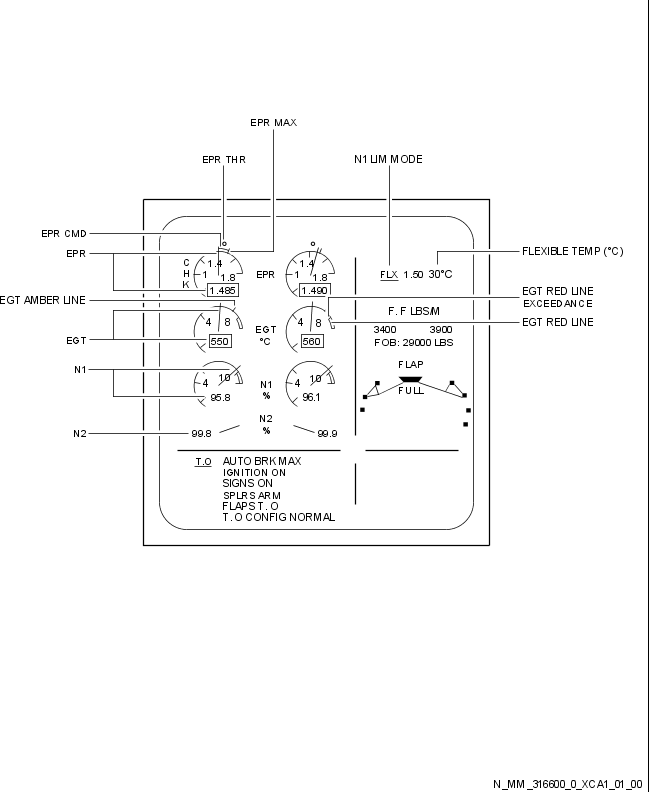 EPR MAX
EPR THR
N1 LIM MODE
EPR CMD
EPR
FLEXIBLE TEMP (°C)
C
H
K
1.4
1
1.8
1.485
EPR
1.4
1
1.8
1.490
FLX 1.50 30°C
EGT AMBER LINE
EGT RED LINE
EXCEEDANCE
EGT RED LINE
F. F LBS/M
3400 3900
FOB: 29000 LBS
EGT
4 8
550
EGT
°C
4 8
560
N1
4 10
95.8
N1
%
4 10
96.1
FLAP
FULL
N2
99.8
N2
%
99.9
T.O AUTO BRK MAX
IGNITION ON
SIGNS ON
SPLRS ARM
FLAPS T. O
T. O CONFIG NORMAL
N_MM_316600_0_XCA1_01_00